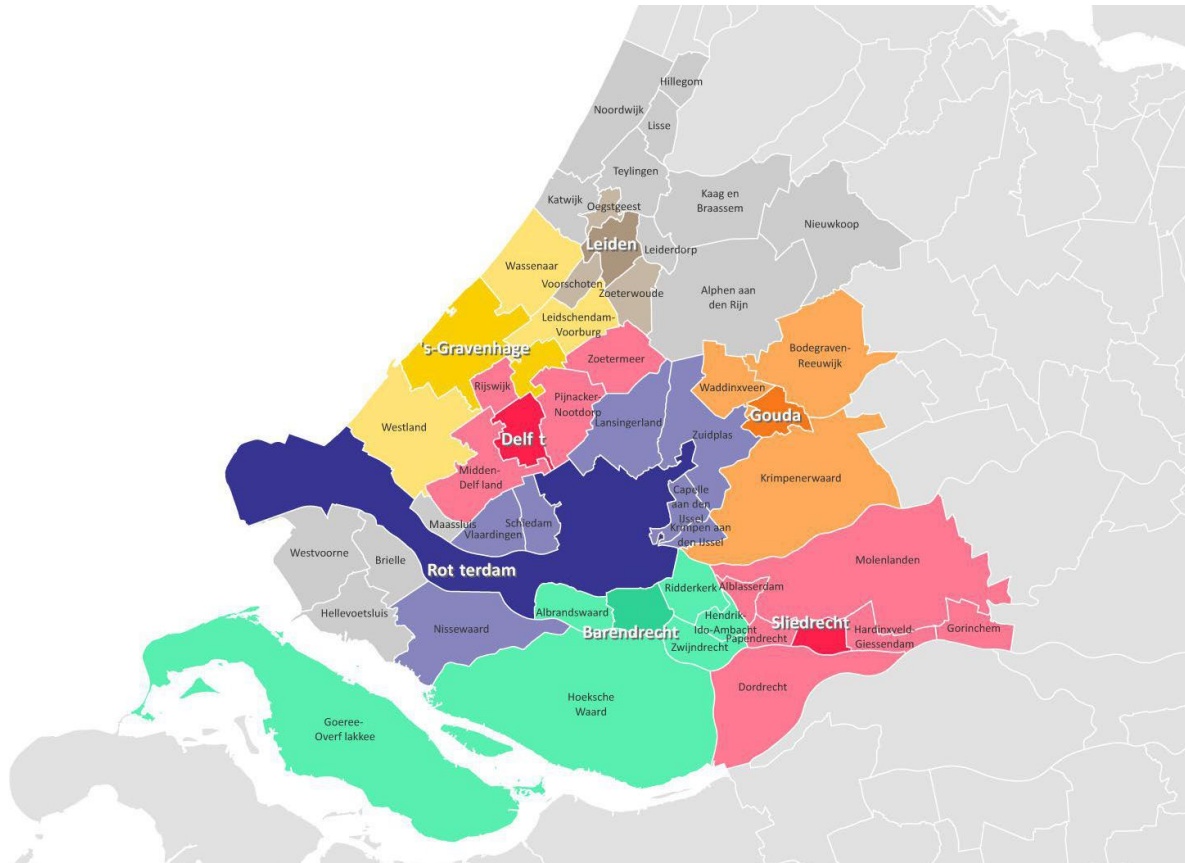 Hillegom
Noordwijk
Lisse
Teylingen
Kaag en
Braassem
Katwijk
Oegstgeest
Nieuwkoop
Leiden
Leiderdorp
Wassenaar
Voorschoten
Zoeterwoude
Alphen aan
den Rijn
Leidschendam-
Voorburg
's-Gravenhage
Zoetermeer
Bodegraven-
Reeuwijk
Rijswijk
Waddinxveen
Pijnacker-
Nootdorp
Gouda
Lansingerland
Westland
Zuidplas
Delf t
Midden-
Delf land
Krimpenerwaard
Capelle
aan den
IJssel
Maassluis
Schiedam
Vlaardingen
Krimpen aan
den IJssel
Westvoorne
Brielle
Rot terdam
Molenlanden
Ridderkerk
Alblasserdam
Hellevoetsluis
Albrandswaard
Hendrik-
Ido-Ambacht
Nissewaard
Barendrecht
Papendrecht
Sliedrecht
Hardinxveld-
Giessendam
Gorinchem
Zwijndrecht
Dordrecht
Hoeksche
Waard
Goeree-
Overf lakkee